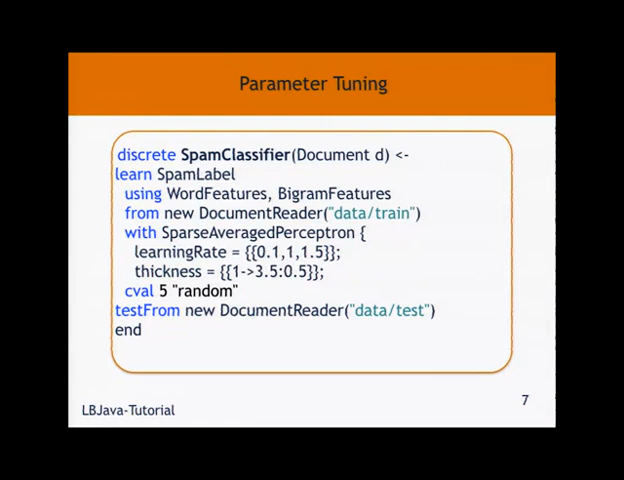 Parameter Tuning
discrete SpamClassifier(Document d) <-
learn SpamLabel
using WordFeatures, BigramFeatures
from new DocumentReader("data/train")
with SparseAveragedPerceptron {
learningRate = {{0.1,1,1.5}};
thickness = {{1->3.5:0.5}};
cval 5 "random"
testFrom new DocumentReader("data/test")
end
7
LBJava-Tutorial